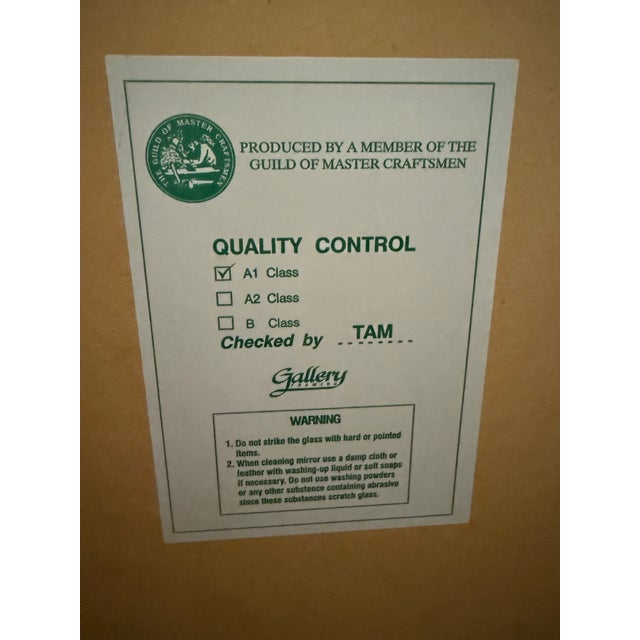 THE GUILD OF MASTER CRAFTSMEN
PRODUCED BY A MEMBER OF THE
GUILD OF MASTER CRAFTSMEN
QUALITY CONTROL
A1 Class
A2 Class
B Class
Checked by TAM
Gallery
FRAMING
WARNING
1. Do not strike the glass with hard or pointed
items.
2. When cleaning mirror use a damp cloth or
leather with washing-up liquid or soft soaps
if necessary. Do not use washing powders
or any other substance containing abrasive
since these substances scratch glass.